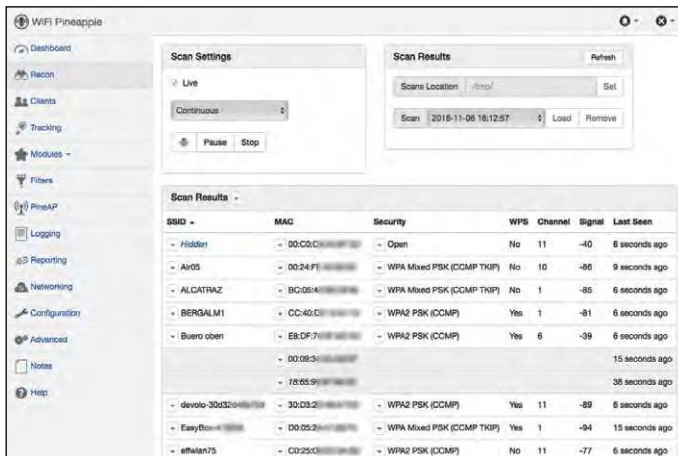 WiFi Pineapple
Dashboard
Recon
Clients
Tracking
Modules
Filters
PineAP
Logging
Reporting
Networking
Configuration
Advanced
Notes
Help
Scan Settings
Live
Continuous
Pause Stop
Scan Results Refresh
Scans Location /tmp/ Set
Scan 2018-11-06 16:12:57 Load Remove
Scan Results
SSID MAC Security WPS Channel Signal Last Seen
Hidden 00:C0:C Open No 11 -40 6 seconds ago
Air05 00:24:F WPA Mixed PSK (CCMP TKIP) No 10 -86 9 seconds ago
ALCATRAZ BC:05:4 WPA Mixed PSK (CCMP TKIP) No 1 -85 6 seconds ago
BERGALM1 CC:40:D WPA2 PSK (CCMP) Yes 1 -81 6 seconds ago
Buero oben E8:DF:7 WPA2 PSK (CCMP) Yes 6 -39 6 seconds ago
00:09:3 15 seconds ago
18:65:9 36 seconds ago
devolo-30d32 30:D3:2 WPA2 PSK (CCMP) Yes 11 -89 6 seconds ago
EasyBox- D0:05:2 WPA Mixed PSK (CCMP TKIP) Yes 1 -94 15 seconds ago
effwlan75 C0:25:0 WPA2 PSK (CCMP) No 11 -77 6 seconds ago